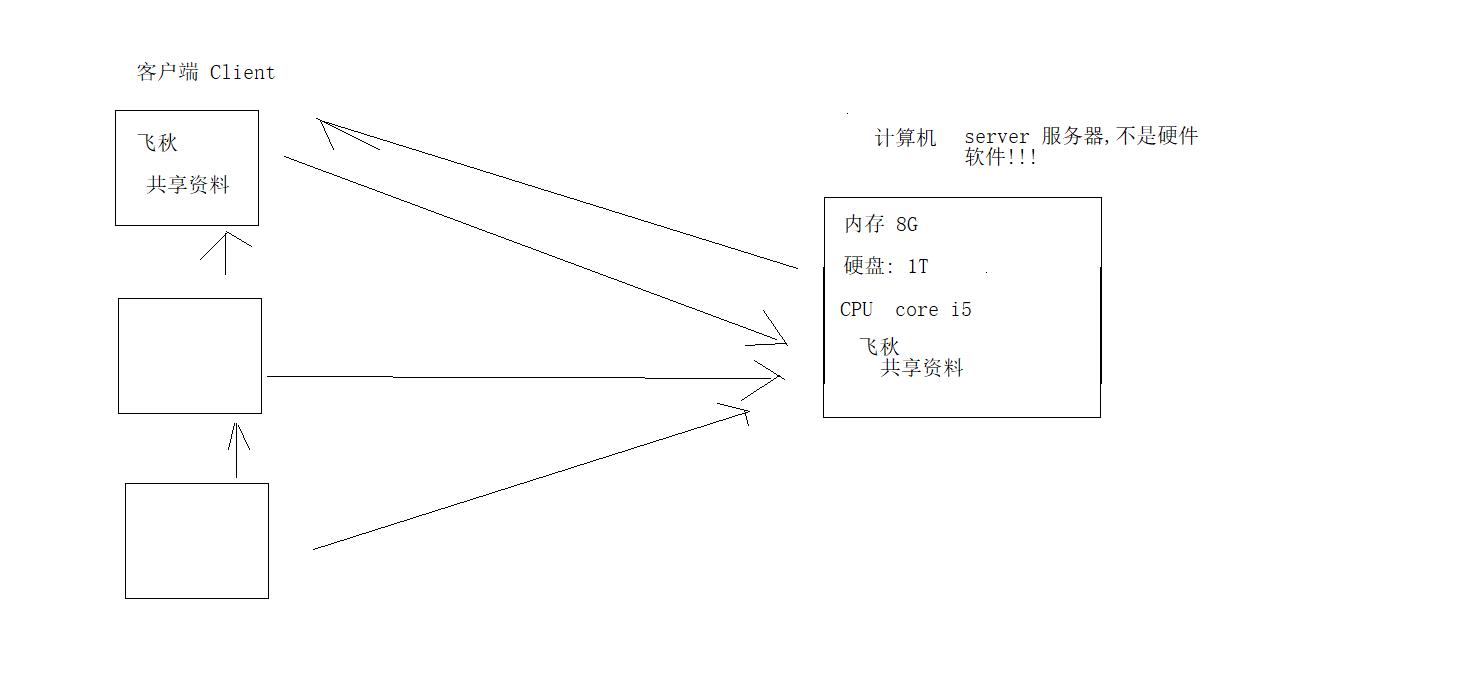 客户端 Client
飞秋
共享资料
计算机 server 服务器,不是硬件
软件!!!
内存 8G
硬盘: 1T
CPU core i5
飞秋
共享资料